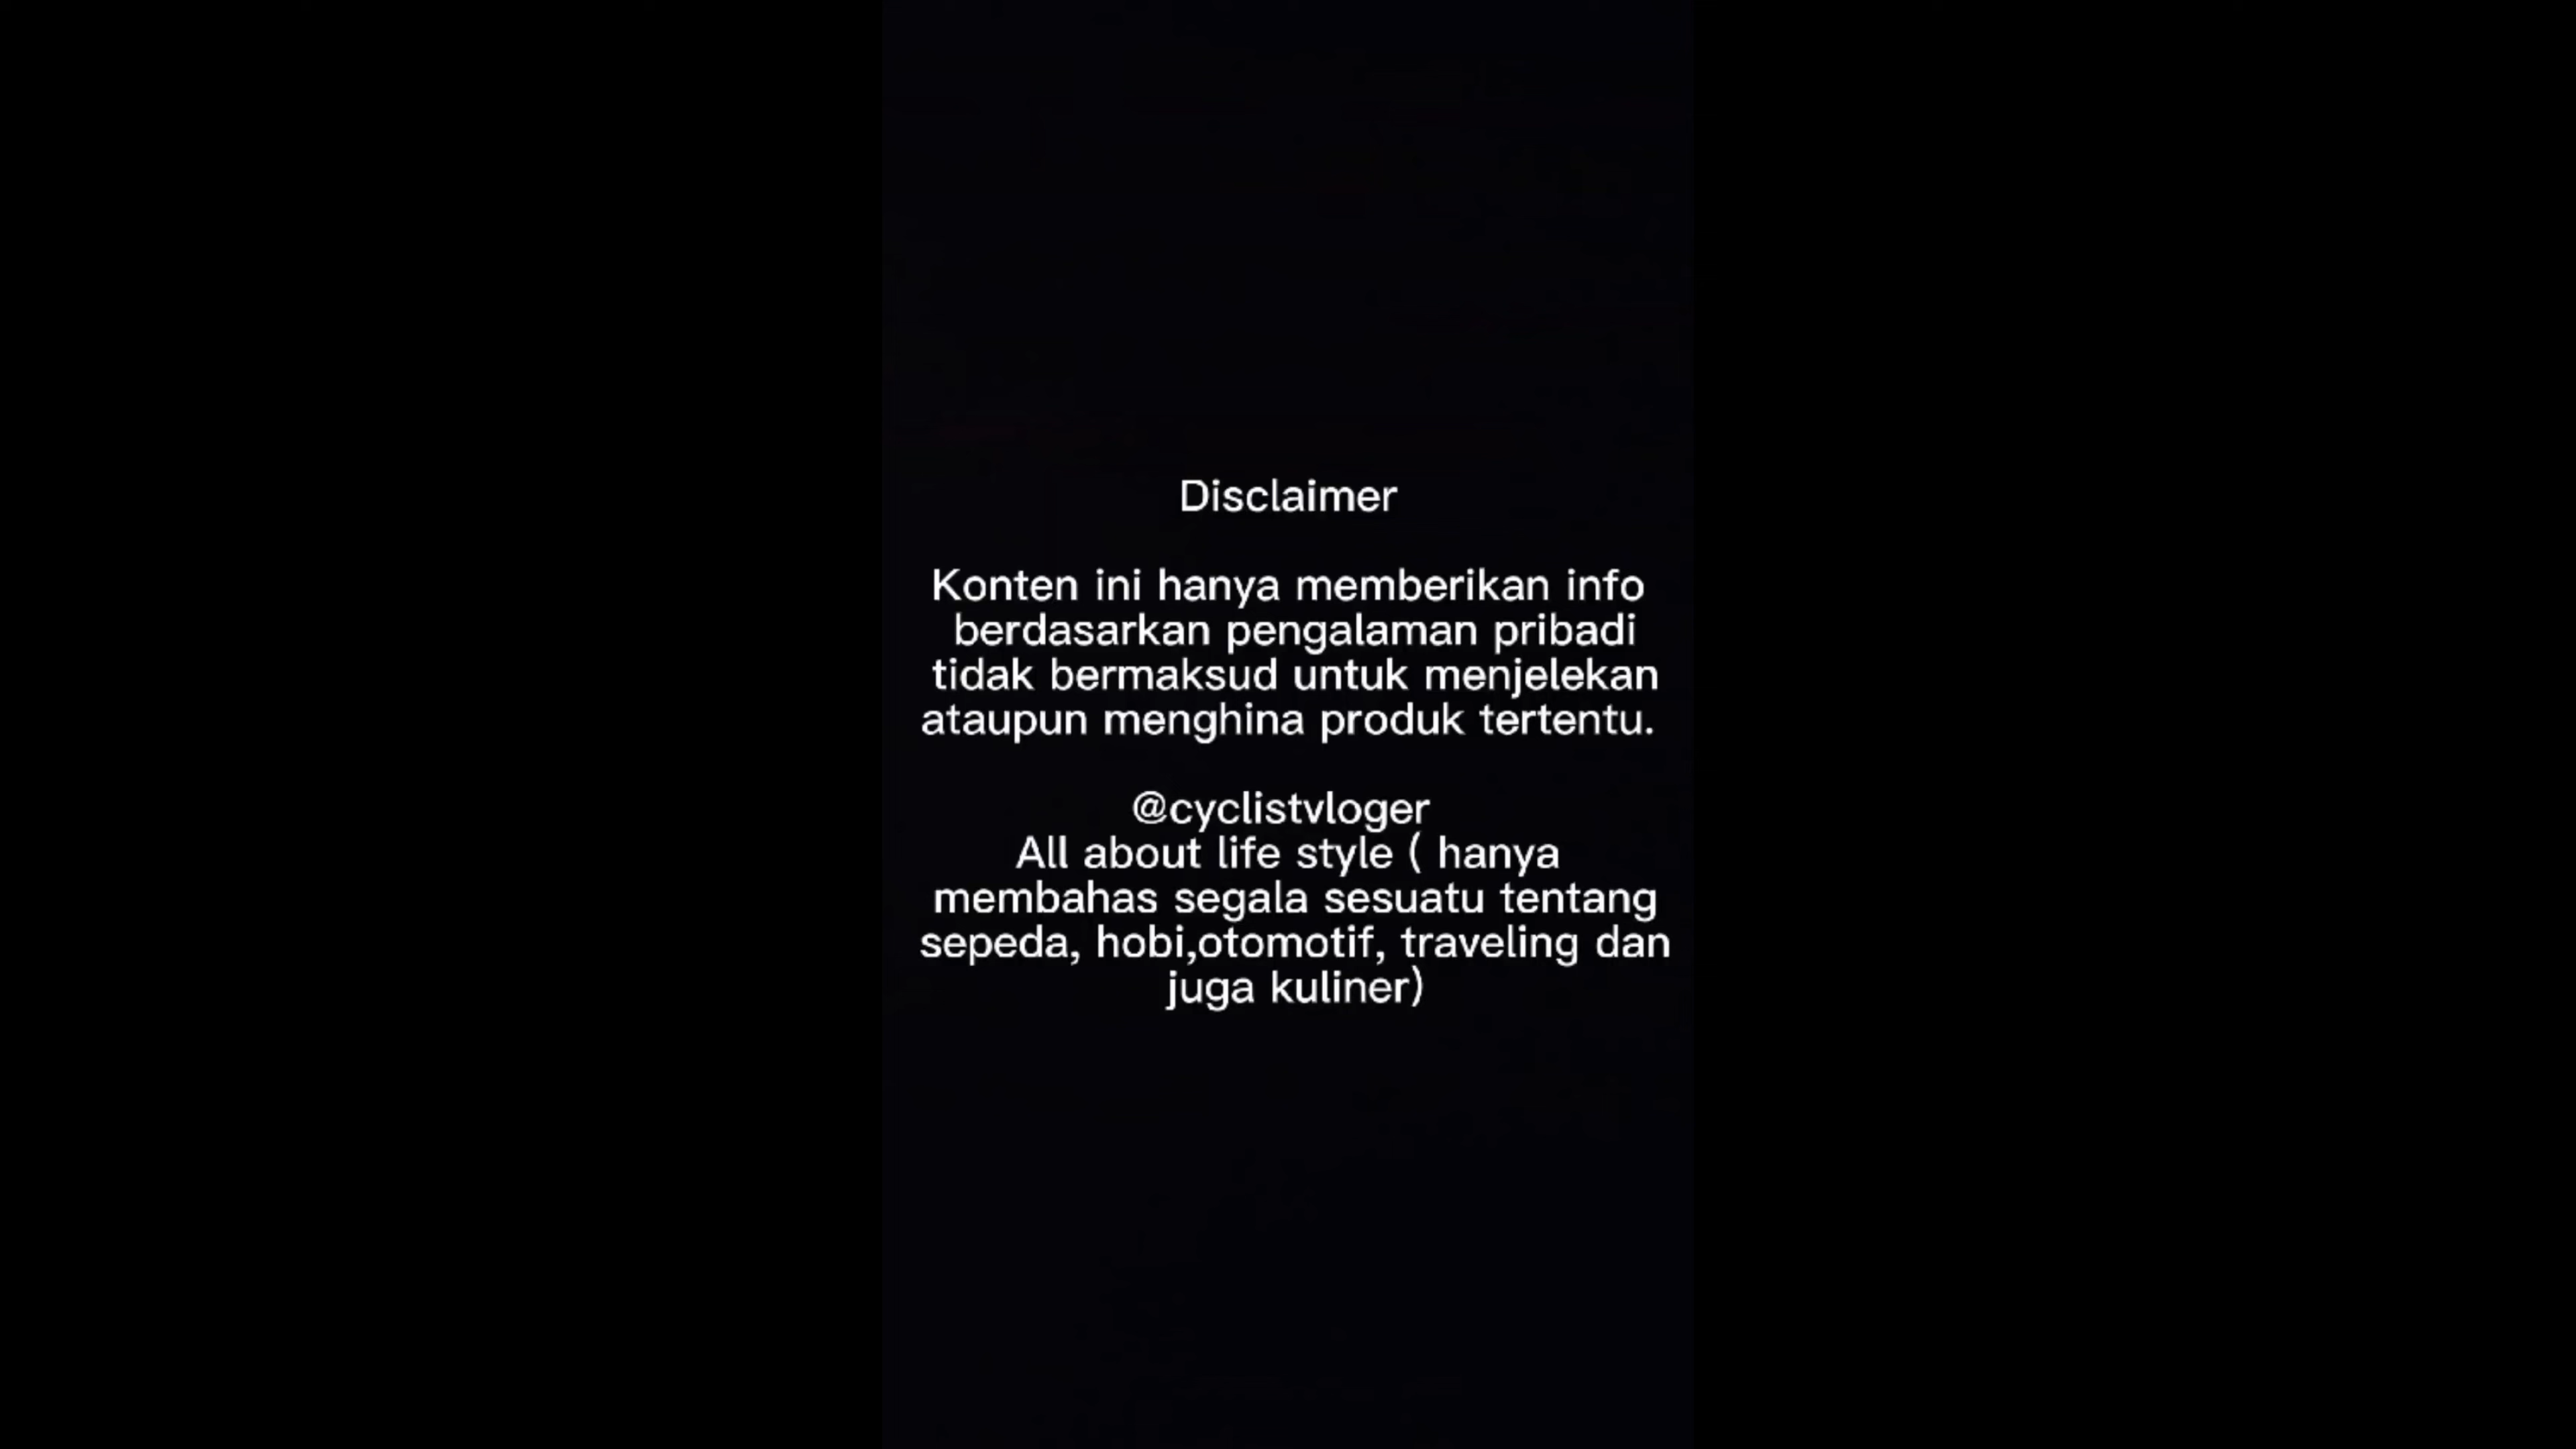 Disclaimer
Konten ini hanya memberikan info
berdasarkan pengalaman pribadi
tidak bermaksud untuk menjelekan
ataupun menghina produk tertentu.
@cyclistvloger
All about life style ( hanya
membahas segala sesuatu tentang
sepeda, hobi,otomotif, traveling dan
juga kuliner)